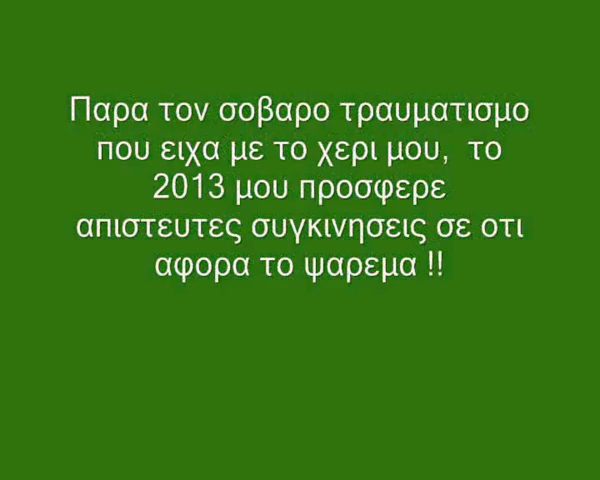 Παρα τον σοβαρο τραυματισμο
που ειχα με το χερι μου,  το
2013 μου προσφερε
απιστευτες συγκινησεις σε οτι
αφορα το ψαρεμα !!